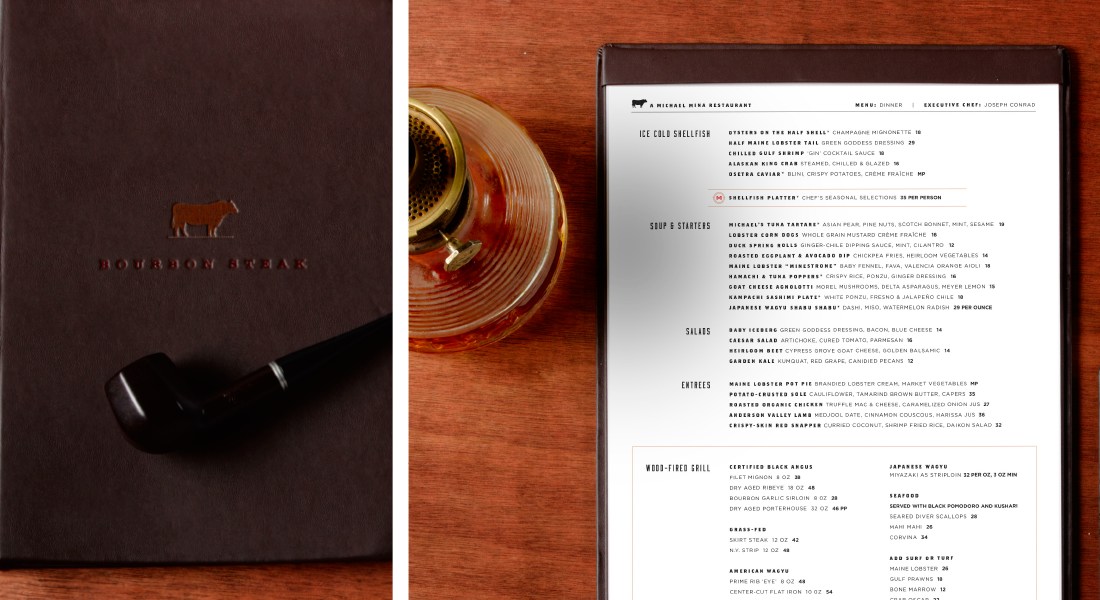 BOURBON STEAK
A MICHAEL MINA RESTAURANT
MENU: DINNER | EXECUTIVE CHEF: JOSEPH CONRAD
ICE COLD SHELLFISH
OYSTERS ON THE HALF SHELL* CHAMPAGNE MIGNONETTE 18
HALF MAINE LOBSTER TAIL GREEN GODDESS DRESSING 29
CHILLED GULF SHRIMP 'GIN' COCKTAIL SAUCE 18
ALASKAN KING CRAB STEAMED, CHILLED & GLAZED 16
OSETRA CAVIAR* BLINI, CRISPY POTATOES, CRÈME FRAÎCHE MP
M SHELLFISH PLATTER* CHEF'S SEASONAL SELECTIONS 35 PER PERSON
SOUP & STARTERS
MICHAEL'S TUNA TARTARE* ASIAN PEAR, PINE NUTS, SCOTCH BONNET, MINT, SESAME 19
LOBSTER CORN DOGS WHOLE GRAIN MUSTARD CRÈME FRAÎCHE 16
DUCK SPRING ROLLS GINGER-CHILE DIPPING SAUCE, MINT, CILANTRO 12
ROASTED EGGPLANT & AVOCADO DIP CHICKPEA FRIES, HEIRLOOM VEGETABLES 14
MAINE LOBSTER "MINESTRONE" BABY FENNEL, FAVA, VALENCIA ORANGE AIOLI 18
HAMACHI & TUNA POPPERS* CRISPY RICE, PONZU, GINGER DRESSING 16
GOAT CHEESE AGNOLOTTI MOREL MUSHROOMS, DELTA ASPARAGUS, MEYER LEMON 15
KAMPACHI SASHIMI PLATE* WHITE PONZU, FRESNO & JALAPEÑO CHILE 18
JAPANESE WAGYU SHABU SHABU* DASHI, MISO, WATERMELON RADISH 29 PER OUNCE
SALADS
BABY ICEBERG GREEN GODDESS DRESSING, BACON, BLUE CHEESE 14
CAESAR SALAD ARTICHOKE, CURED TOMATO, PARMESAN 16
HEIRLOOM BEET CYPRESS GROVE GOAT CHEESE, GOLDEN BALSAMIC 14
GARDEN KALE KUMQUAT, RED GRAPE, CANDIED PECANS 12
ENTREES
MAINE LOBSTER POT PIE BRANDIED LOBSTER CREAM, MARKET VEGETABLES MP
POTATO-CRUSTED SOLE CAULIFLOWER, TAMARIND BROWN BUTTER, CAPERS 35
ROASTED ORGANIC CHICKEN TRUFFLE MAC & CHEESE, CARAMELIZED ONION JUS 27
ANDERSON VALLEY LAMB MEDJOOL DATE, CINNAMON COUSCOUS, HARISSA JUS 36
CRISPY-SKIN RED SNAPPER CURRIED COCONUT, SHRIMP FRIED RICE, DAIKON SALAD 32
WOOD-FIRED GRILL
CERTIFIED BLACK ANGUS
FILET MIGNON 8 OZ 38
DRY AGED RIBEYE 18 OZ 48
BOURBON GARLIC SIRLOIN 8 OZ 28
DRY AGED PORTERHOUSE 32 OZ 46 PP
GRASS-FED
SKIRT STEAK 12 OZ 42
N.Y. STRIP 12 OZ 48
AMERICAN WAGYU
PRIME RIB 'EYE' 8 OZ 48
CENTER-CUT FLAT IRON 10 OZ 54
JAPANESE WAGYU
MIYAZAKI A5 STRIPLOIN 32 PER OZ, 3 OZ MIN
SEAFOOD
SERVED WITH BLACK POMODORO AND KUSHARI
SEARED DIVER SCALLOPS 28
MAHI MAHI 26
CORVINA 34
ADD SURF OR TURF
MAINE LOBSTER 26
GULF PRAWNS 18
BONE MARROW 12